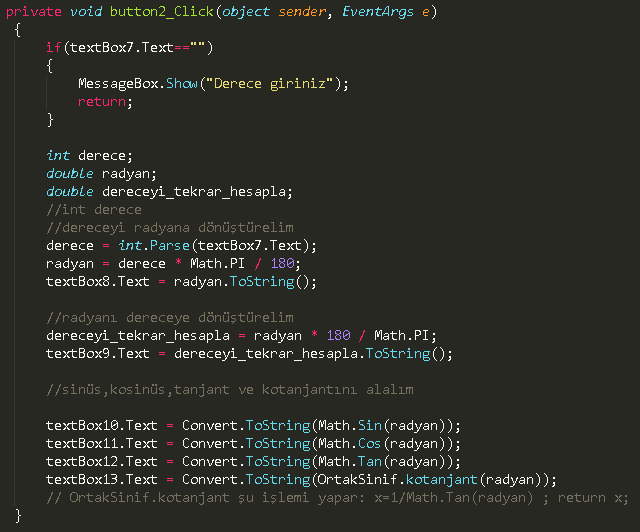 private void button2_Click(object sender, EventArgs e)
{
if(textBox7.Text=="")
{
MessageBox.Show("Derece giriniz");
return;
}
int derece;
double radyan;
double dereceyi_tekrar_hesapla;
//int derece
//dereceyi radyana dönüştürelim
derece = int.Parse(textBox7.Text);
radyan = derece * Math.PI / 180;
textBox8.Text = radyan.ToString();
//radyanı dereceye dönüştürelim
dereceyi_tekrar_hesapla = radyan * 180 / Math.PI;
textBox9.Text = dereceyi_tekrar_hesapla.ToString();
//sinüs,kosinüs,tanjant ve kotanjantını alalım
textBox10.Text = Convert.ToString(Math.Sin(radyan));
textBox11.Text = Convert.ToString(Math.Cos(radyan));
textBox12.Text = Convert.ToString(Math.Tan(radyan));
textBox13.Text = Convert.ToString(OrtakSinif.kotanjant(radyan));
// OrtakSinif.kotanjant şu işlemi yapar: x=1/Math.Tan(radyan) ; return x;
}